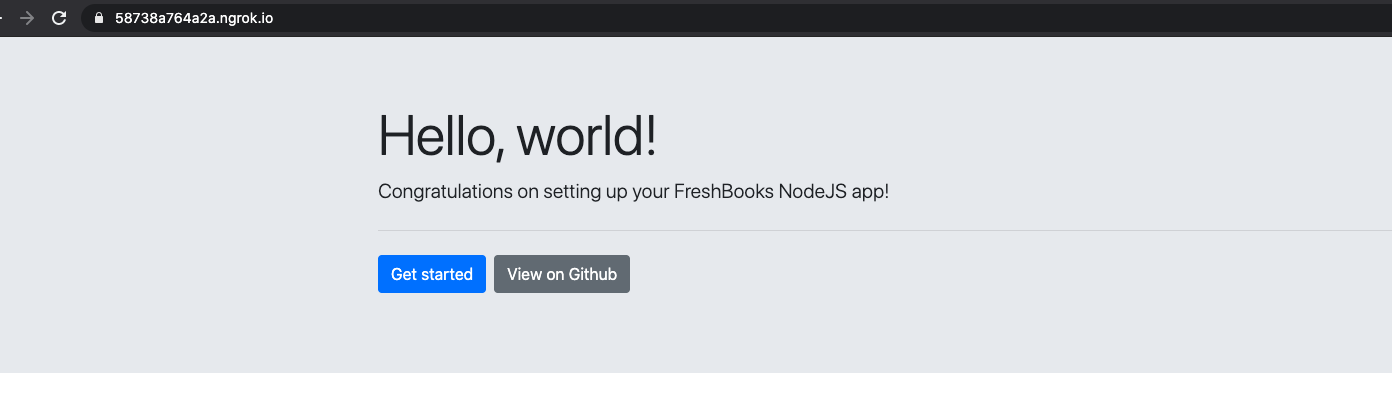 58738a764a2a.ngrok.io
Hello, world!
Congratulations on setting up your FreshBooks NodeJS app!
Get started View on Github